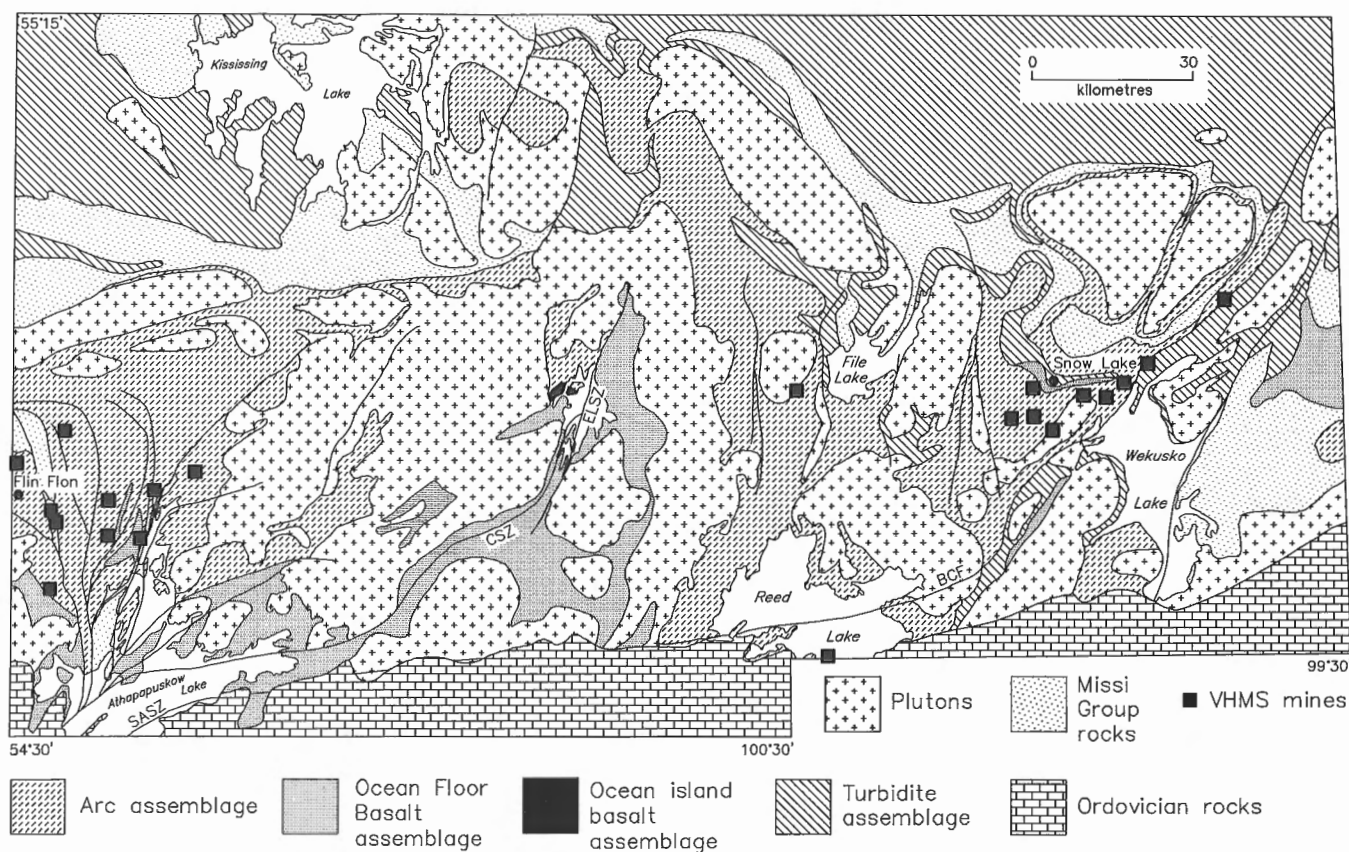 55°15'
Kississing
Lake
0 30
kilometres
File
Lake
Snow Lake
ELSZ
Wekusko
Lake
Flin Flon
CSZ
Reed
BCF
Lake
Athapapuskow Lake
SASZ
99°30'
54°30'
100°30'
Plutons
Missi
Group
rocks
VHMS mines
Arc assemblage
Ocean Floor
Basalt
assemblage
Ocean island
basalt
assemblage
Turbidite
assemblage
Ordovician rocks